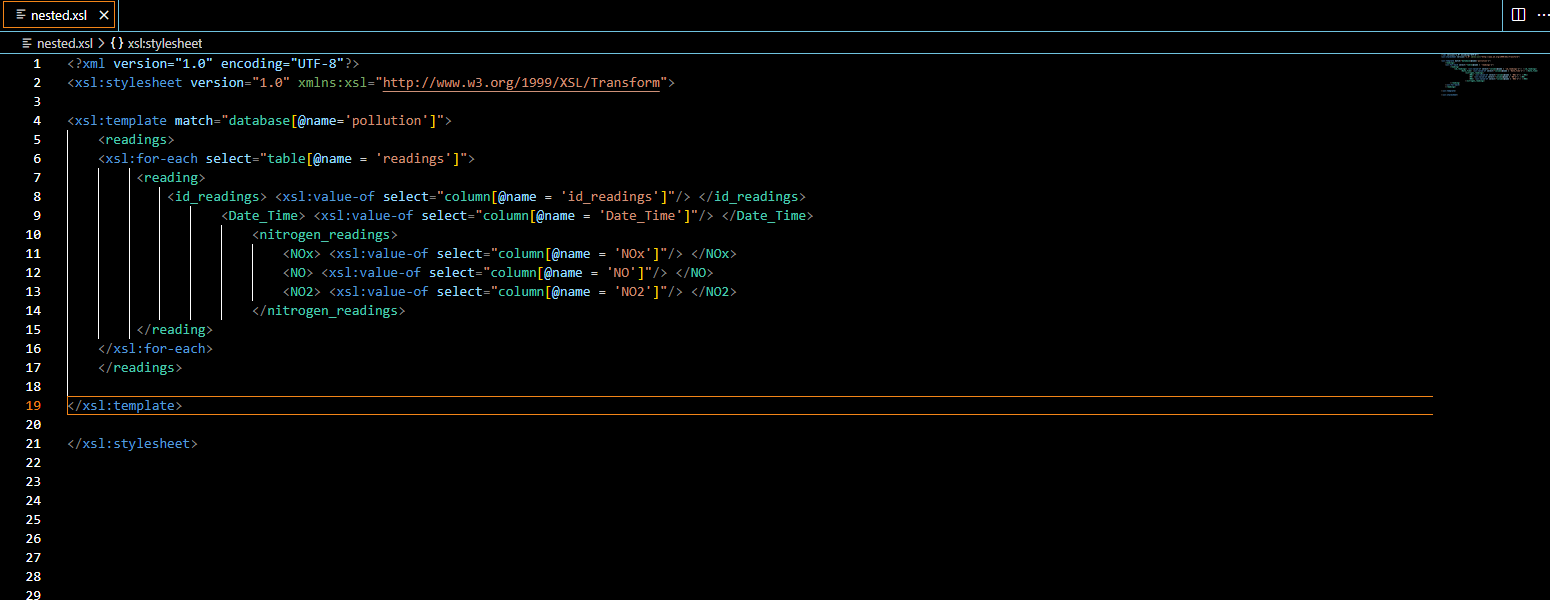 nested.xsl
nested.xsl > {} xsl:stylesheet
1 <?xml version="1.0" encoding="UTF-8"?>
2 <xsl:stylesheet version="1.0" xmlns:xsl="http://www.w3.org/1999/XSL/Transform">
3
4 <xsl:template match="database[@name='pollution']">
5     <readings>
6     <xsl:for-each select="table[@name = 'readings']">
7         <reading>
8             <id_readings> <xsl:value-of select="column[@name = 'id_readings']"/> </id_readings>
9                    <Date_Time> <xsl:value-of select="column[@name = 'Date_Time']"/> </Date_Time>
10                        <nitrogen_readings>
11                            <NOx> <xsl:value-of select="column[@name = 'NOx']"/> </NOx>
12                            <NO> <xsl:value-of select="column[@name = 'NO']"/> </NO>
13                            <NO2> <xsl:value-of select="column[@name = 'NO2']"/> </NO2>
14                        </nitrogen_readings>
15         </reading>
16     </xsl:for-each>
17     </readings>
18
19 </xsl:template>
20
21 </xsl:stylesheet>
22
23
24
25
26
27
28
29